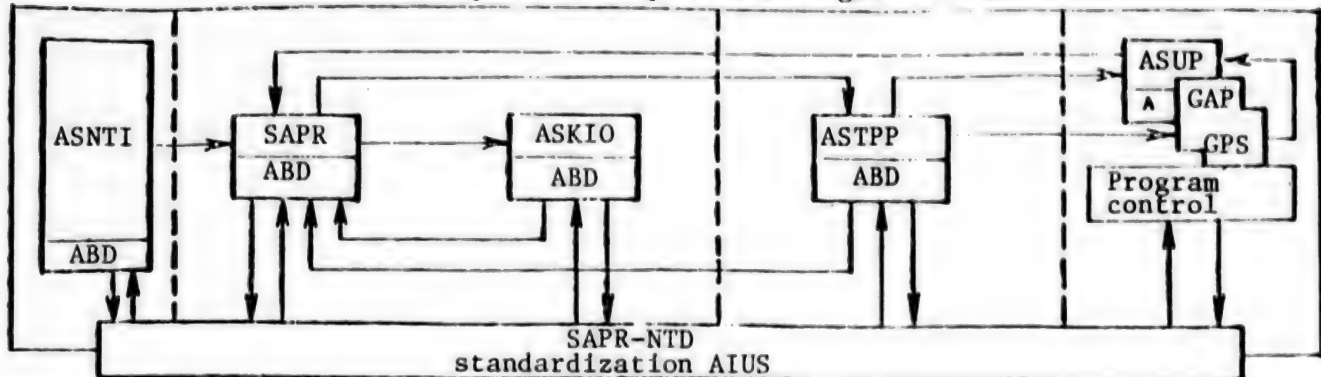 ASNTI
ABD
SAPR
ABD
ASKIO
ABD
ASTPP
ABD
ASUP
A
GAP
GPS
Program
control
SAPR-NTD
standardization AIUS